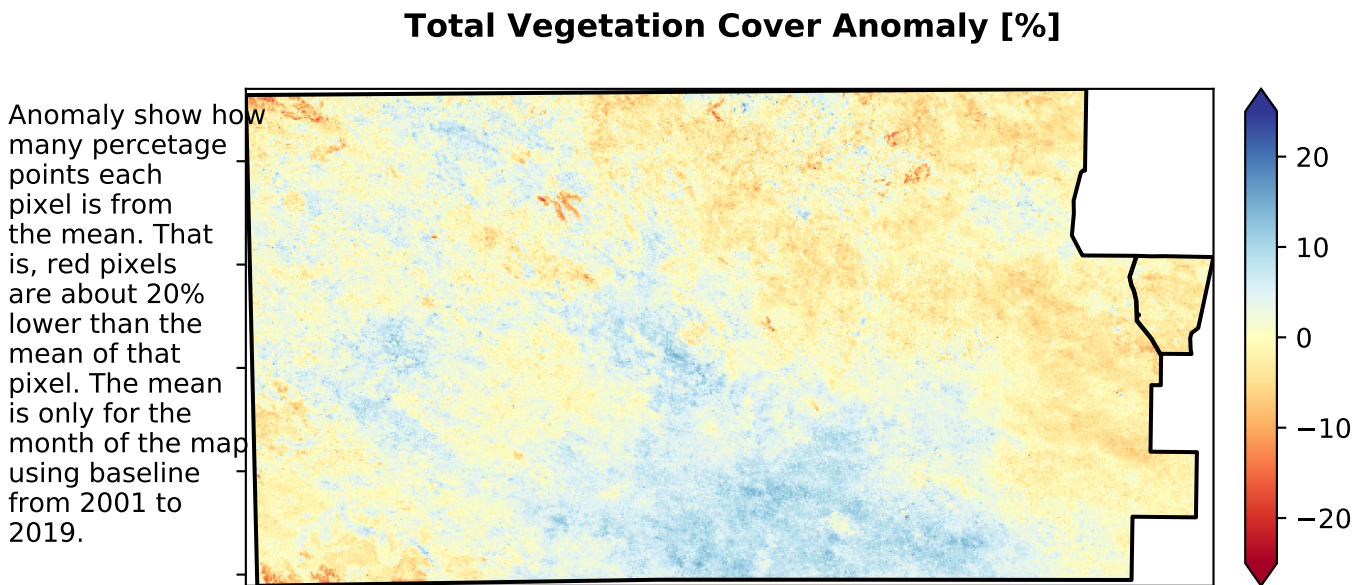 Total Vegetation Cover Anomaly [%]
Anomaly show how
many percetage
points each
pixel is from
the mean. That
is, red pixels
are about 20%
lower than the
mean of that
pixel. The mean
is only for the
month of the map
using baseline
from 2001 to
2019.
20
10
0
−10
−20